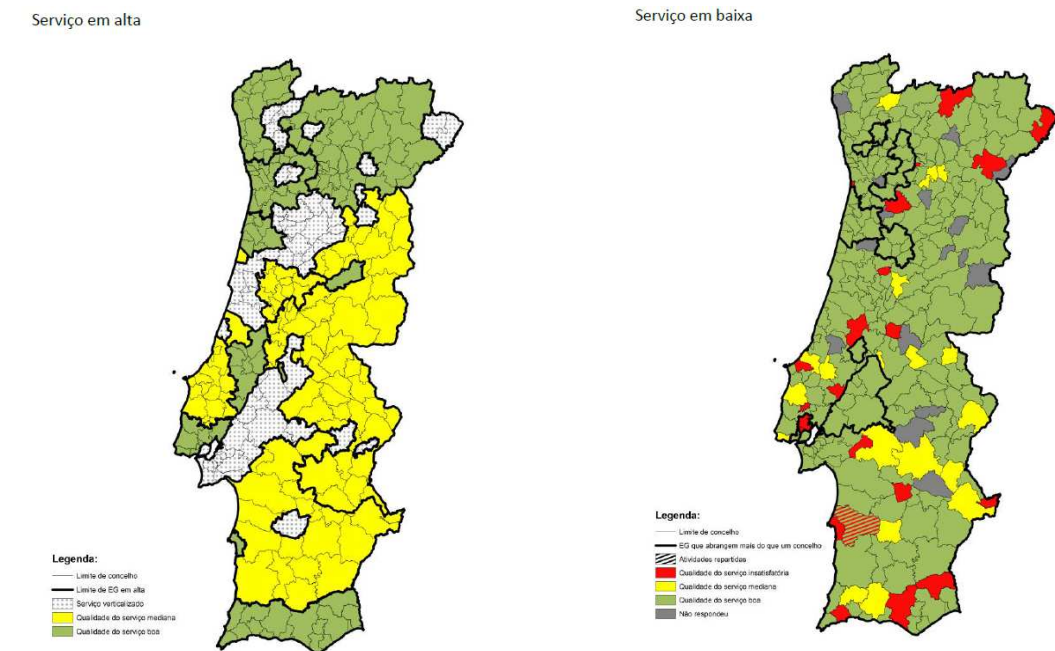 Serviço em alta
Serviço em baixa
Legenda:
Limite de concelho
Limite de EG em alta
Serviço verticalizado
Qualidade do serviço mediana
Qualidade do serviço boa
Legenda:
Limite de concelho
EG que abrangem mais do que um concelho
Atividades repartidas
Qualidade do serviço insatisfatória
Qualidade do serviço mediana
Qualidade do serviço boa
Não respondeu